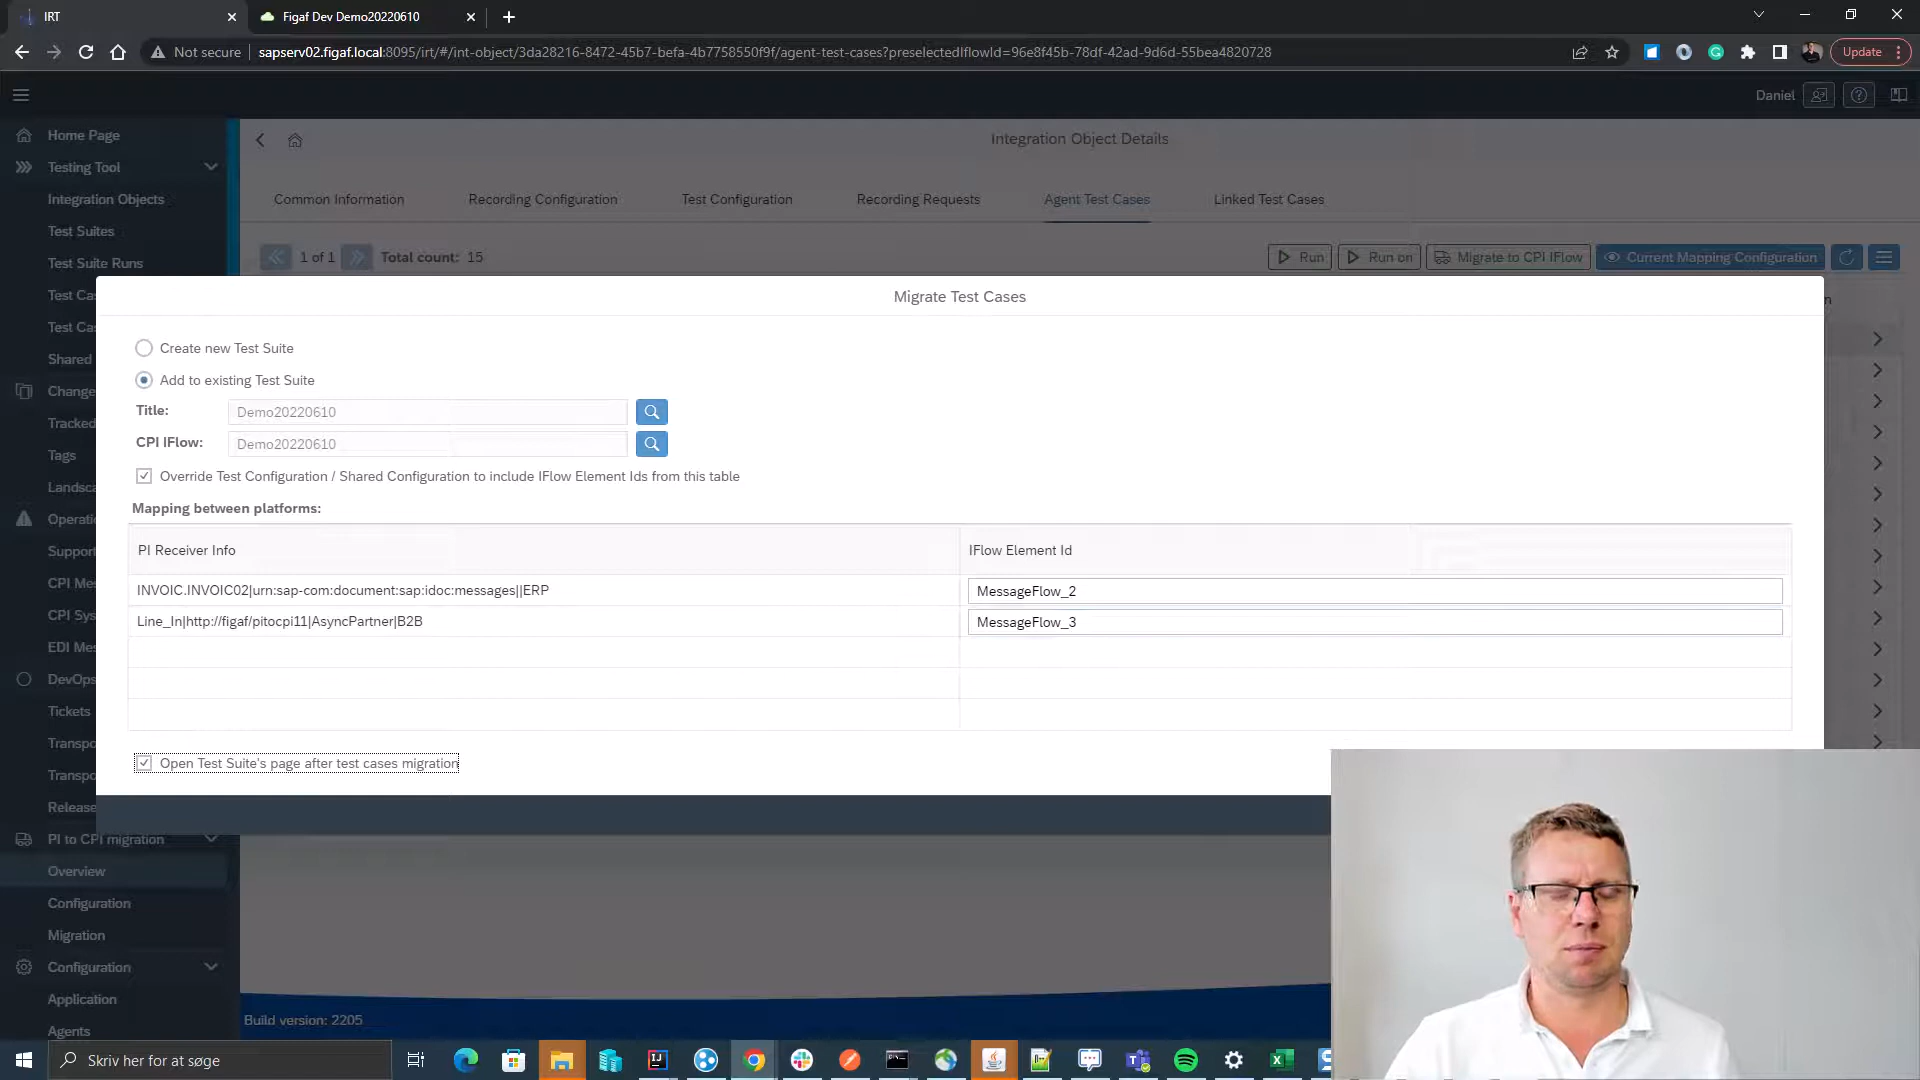 IRT
Figaf Dev Demo20220610
Not secure
sapserv02.figaf.local:8095/irt/#/int-object/3da28216-8472-45b7-befa-4b7758550f9f/agent-test-cases?preselectedIflowId=96e8f45b-78df-42ad-9d6d-55bea4820728
Update
Daniel
Home Page
Testing Tool
Integration Objects
Test Suites
Test Suite Runs
Test Ca
Test Ca
Shared
Change
Tracked
Tags
Landsca
Operati
Support
CPI Me
CPI Sys
EDI Me
DevOps
Tickets
Transpo
Transpo
Release
PI to CPI migration
Overview
Configuration
Migration
Configuration
Application
Agents
Integration Object Details
Common Information
Recording Configuration
Test Configuration
Recording Requests
Agent Test Cases
Linked Test Cases
1 of 1
Total count: 15
Run
Run on
Migrate to CPI IFlow
Current Mapping Configuration
n
Migrate Test Cases
Create new Test Suite
Add to existing Test Suite
Title: Demo20220610
CPI IFlow: Demo20220610
Override Test Configuration / Shared Configuration to include IFlow Element Ids from this table
Mapping between platforms:
PI Receiver Info IFlow Element Id
INVOIC.INVOIC02|urn:sap-com:document:sap:idoc:messages||ERP MessageFlow_2
Line_In|http://figaf/pitocpi11|AsyncPartner|B2B MessageFlow_3
Open Test Suite's page after test cases migration
Build version: 2205
Skriv her for at søge